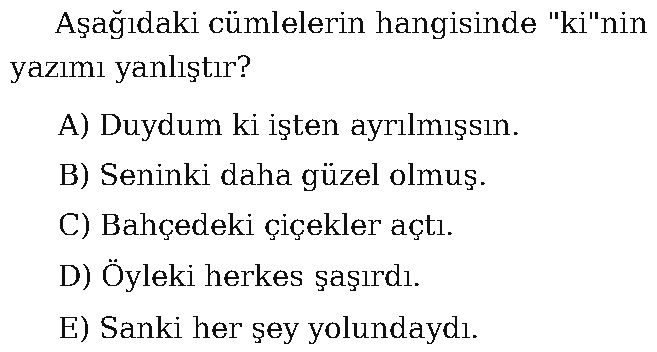 Aşağıdaki cümlelerin hangisinde "ki"nin
yazımı yanlıştır?
A) Duydum ki işten ayrılmışsın.
B) Seninki daha güzel olmuş.
C) Bahçedeki çiçekler açtı.
D) Öyleki herkes şaşırdı.
E) Sanki her şey yolundaydı.